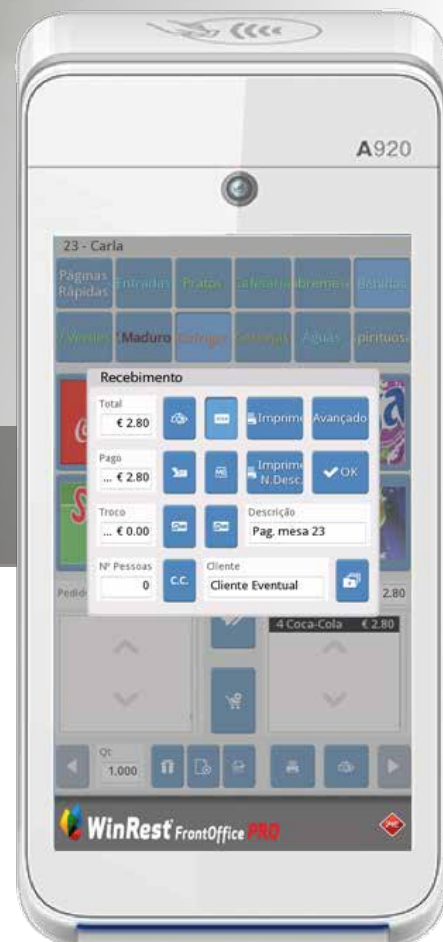 A920
23 - Carla
Páginas
Rápidas
Entradas
Pratos
Cafetaria
Bebidas
Maduro
Águas
Recebimento
Total
€ 2.80
Imprime
Avançado
Pago
... € 2.80
Imprime
N.Desc.
OK
Troco
... € 0.00
Descrição
Pag. mesa 23
Nº Pessoas
0
C.C.
Cliente
Cliente Eventual
2.80
4 Coca-Cola € 2.80
Qt
1.000
WinRest FrontOffice PRO